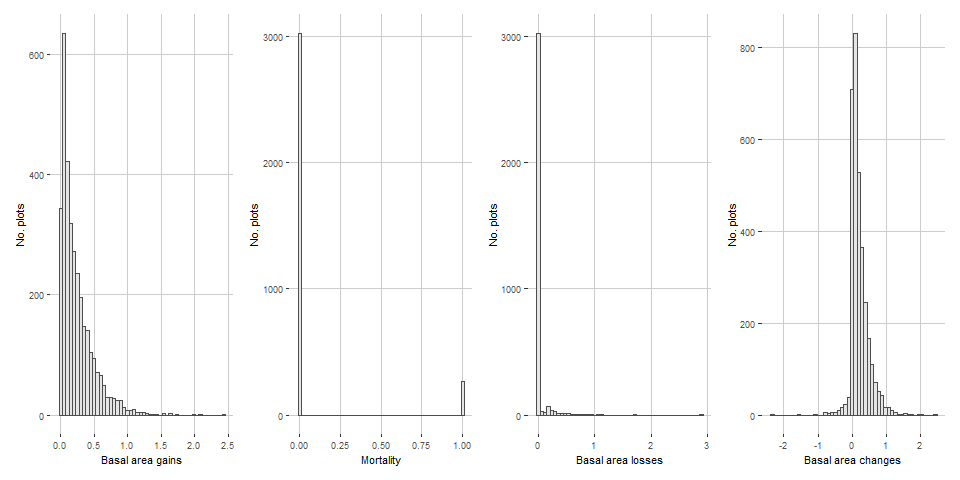 No. plots
600
400
200
0
0.0 0.5 1.0 1.5 2.0 2.5
Basal area gains
No. plots
3000
2000
1000
0
0.00 0.25 0.50 0.75 1.00
Mortality
No. plots
3000
2000
1000
0
0 1 2 3
Basal area losses
No. plots
800
600
400
200
0
-2 -1 0 1 2
Basal area changes